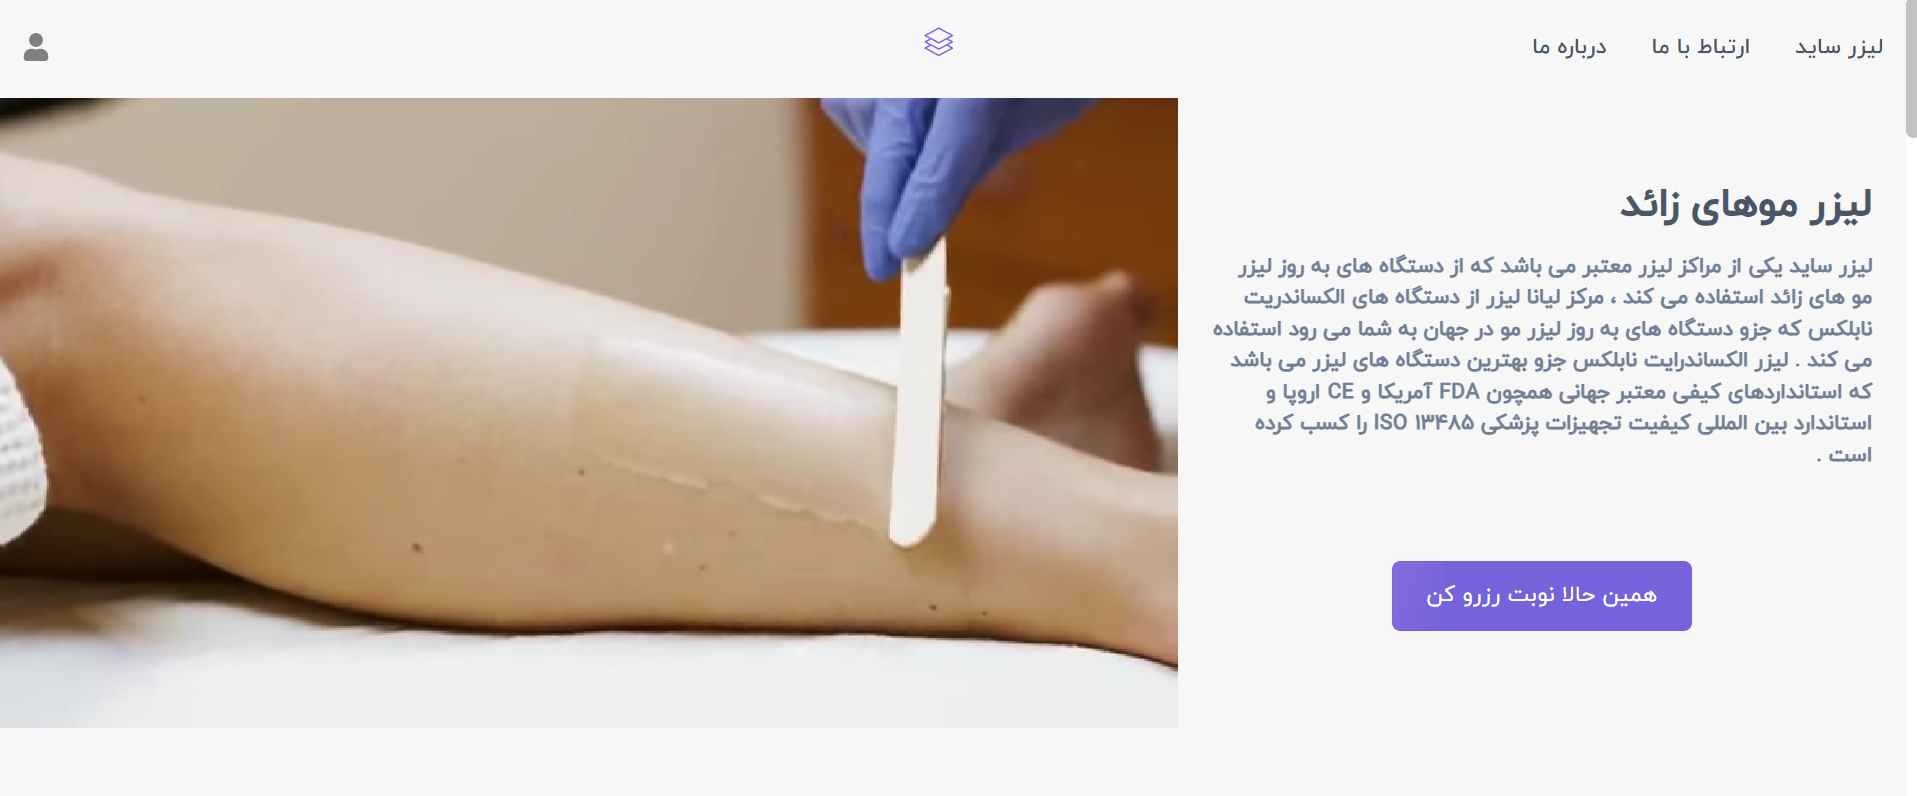 لیزر ساید
ارتباط با ما
درباره ما
لیزر موهای زائد
لیزر ساید یکی از مراکز لیزر معتبر می باشد که از دستگاه های به روز لیزر
مو های زائد استفاده می کند ، مرکز لیانا لیزر از دستگاه های الکساندریت
نابلکس که جزو دستگاه های به روز لیزر مو در جهان به شما می رود استفاده
می کند . لیزر الکساندرایت نابلکس جزو بهترین دستگاه های لیزر می باشد
که استانداردهای کیفی معتبر جهانی همچون FDA آمریکا و CE اروپا و
استاندارد بین المللی کیفیت تجهیزات پزشکی ISO ۱۳۴۸۵ را کسب کرده
است .
همین حالا نوبت رزرو کن